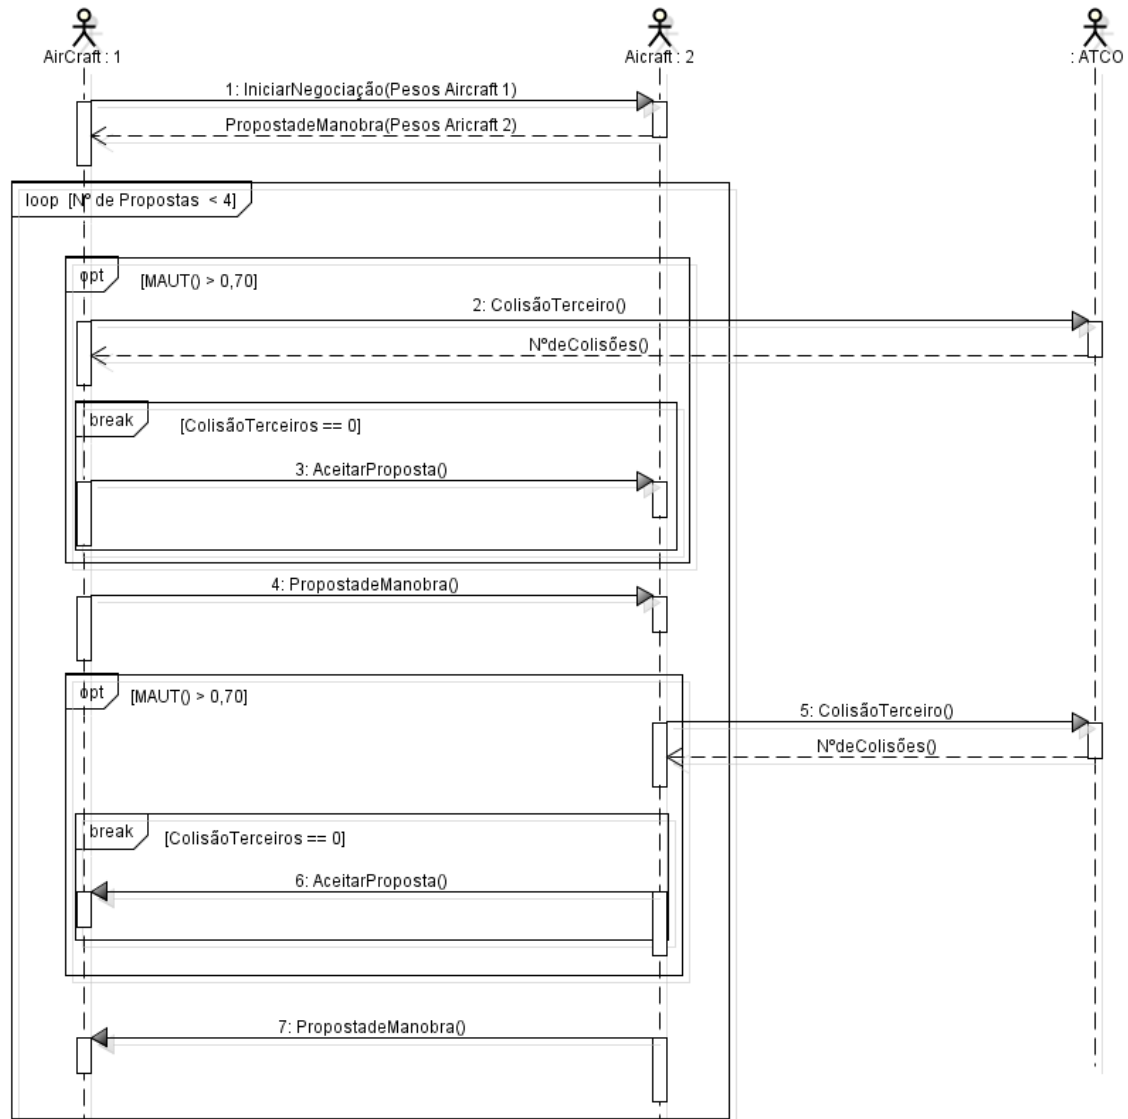 AirCraft : 1
Aicraft : 2
: ATCO
1: IniciarNegociação(Pesos Aircraft 1)
PropostadeManobra(Pesos Aricraft 2)
loop [Nº de Propostas < 4]
opt [MAUT() > 0,70]
2: ColisãoTerceiro()
NºdeColisões()
break [ColisãoTerceiros == 0]
3: AceitarProposta()
4: PropostadeManobra()
opt [MAUT() > 0,70]
5: ColisãoTerceiro()
NºdeColisões()
break [ColisãoTerceiros == 0]
6: AceitarProposta()
7: PropostadeManobra()